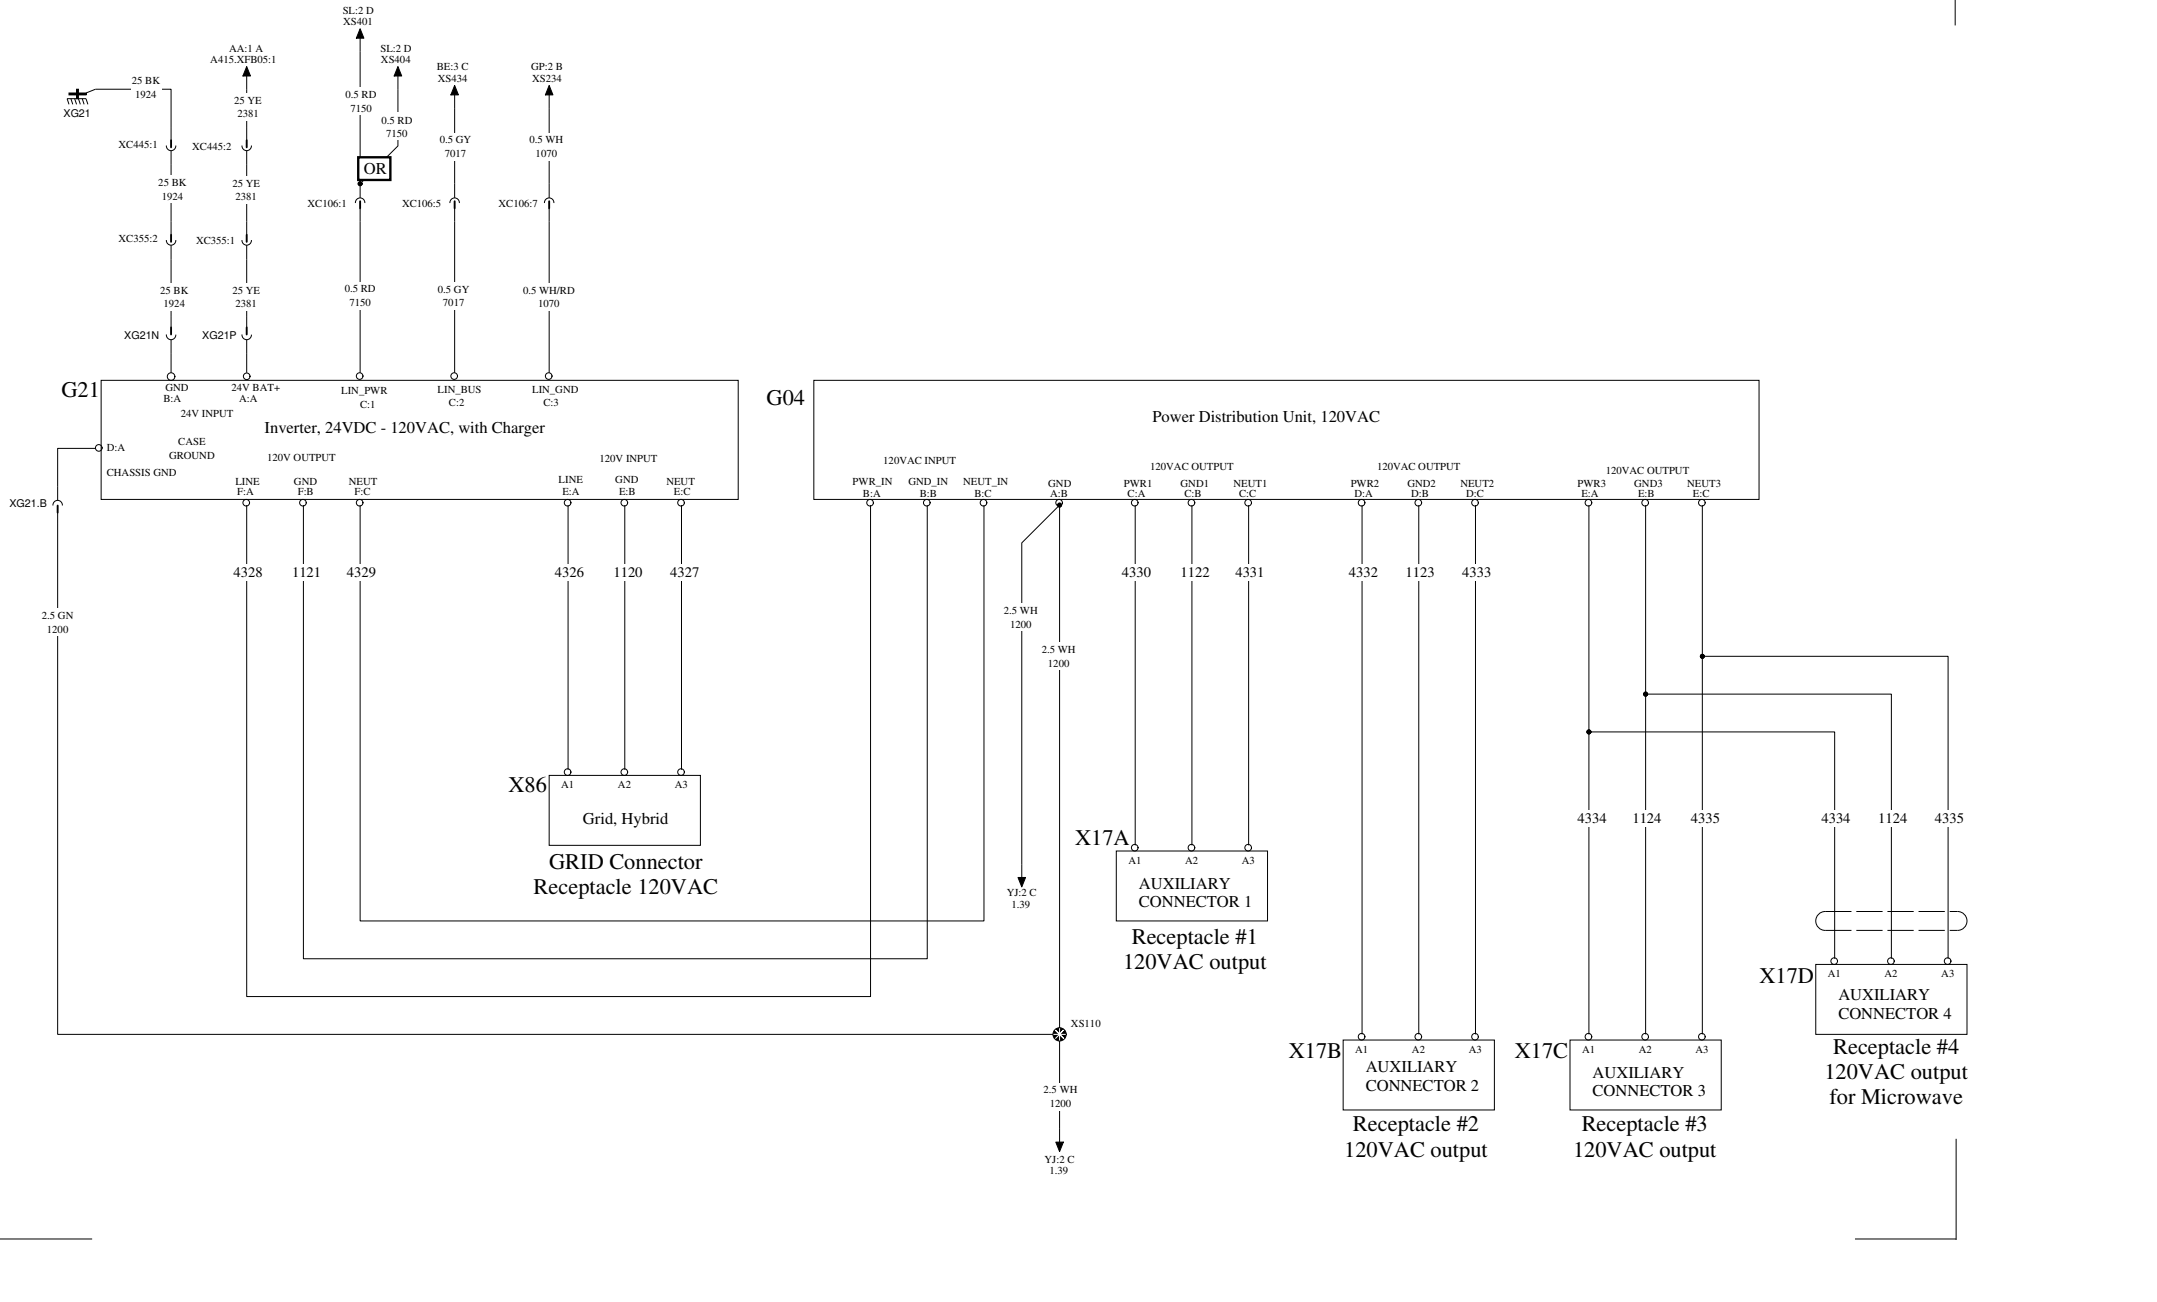 SL:2 D
XS401
AA:1 A
A415.XFB05:1
SL:2 D
XS404
BE:3 C
XS434
GP:2 B
XS234
25 BK
1924
XG21
25 YE
2381
0.5 RD
7150
0.5 RD
7150
0.5 GY
7017
0.5 WH
1070
XC445:1
XC445:2
OR
25 BK
1924
25 YE
2381
XC106:1
XC106:5
XC106:7
XC355:2
XC355:1
25 BK
1924
25 YE
2381
0.5 RD
7150
0.5 GY
7017
0.5 WH/RD
1070
XG21N
XG21P
G21
GND
B:A
24V BAT+
A:A
24V INPUT
LIN_PWR
C:1
LIN_BUS
C:2
LIN_GND
C:3
Inverter, 24VDC - 120VAC, with Charger
D:A
CASE
GROUND
CHASSIS GND
120V OUTPUT
LINE
F:A
GND
F:B
NEUT
F:C
120V INPUT
LINE
E:A
GND
E:B
NEUT
E:C
G04
Power Distribution Unit, 120VAC
120VAC INPUT
PWR_IN
B:A
GND_IN
B:B
NEUT_IN
B:C
GND
A:B
120VAC OUTPUT
PWR1
C:A
GND1
C:B
NEUT1
C:C
120VAC OUTPUT
PWR2
D:A
GND2
D:B
NEUT2
D:C
120VAC OUTPUT
PWR3
E:A
GND3
E:B
NEUT3
E:C
XG21.B
4328
1121
4329
4326
1120
4327
4330
1122
4331
4332
1123
4333
2.5 GN
1200
2.5 WH
1200
2.5 WH
1200
X86
A1
A2
A3
Grid, Hybrid
GRID Connector
Receptacle 120VAC
4334
1124
4335
4334
1124
4335
X17A
A1
A2
A3
AUXILIARY
CONNECTOR 1
Receptacle #1
120VAC output
YJ:2 C
1.39
X17D
A1
A2
A3
AUXILIARY
CONNECTOR 4
Receptacle #4
120VAC output
for Microwave
XS110
X17B
A1
A2
A3
AUXILIARY
CONNECTOR 2
Receptacle #2
120VAC output
X17C
A1
A2
A3
AUXILIARY
CONNECTOR 3
Receptacle #3
120VAC output
2.5 WH
1200
YJ:2 C
1.39